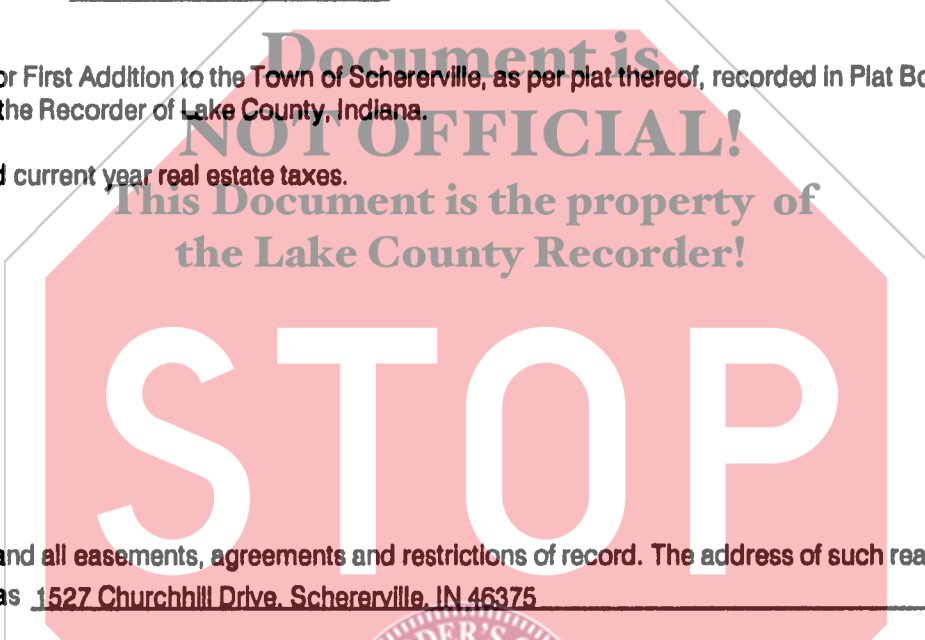 Document is
or First Addition to the Town of Schererville, as per plat thereof, recorded in Plat Bo
the Recorder of Lake County, Indiana.
NOT OFFICIAL!
d current year real estate taxes.
This Document is the property of
the Lake County Recorder!
STOP
and all easements, agreements and restrictions of record. The address of such rea
as 1527 Churchhill Drive, Schererville, IN 46375
DER'S